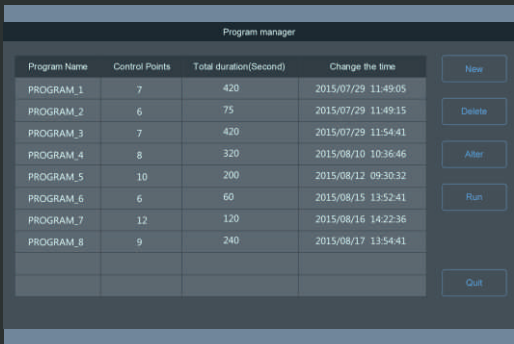 Program manager
Program Name Control Points Total duration(Second) Change the time
New
PROGRAM_1 7 420 2015/07/29 11:49:05
PROGRAM_2 6 75 2015/07/29 11:49:15
Delete
PROGRAM_3 7 420 2015/07/29 11:54:41
PROGRAM_4 8 320 2015/08/10 10:36:46
Alter
PROGRAM_5 10 200 2015/08/12 09:30:32
PROGRAM_6 6 60 2015/08/15 13:52:41
Run
PROGRAM_7 12 120 2015/08/16 14:22:36
PROGRAM_8 9 240 2015/08/17 13:54:41
Quit